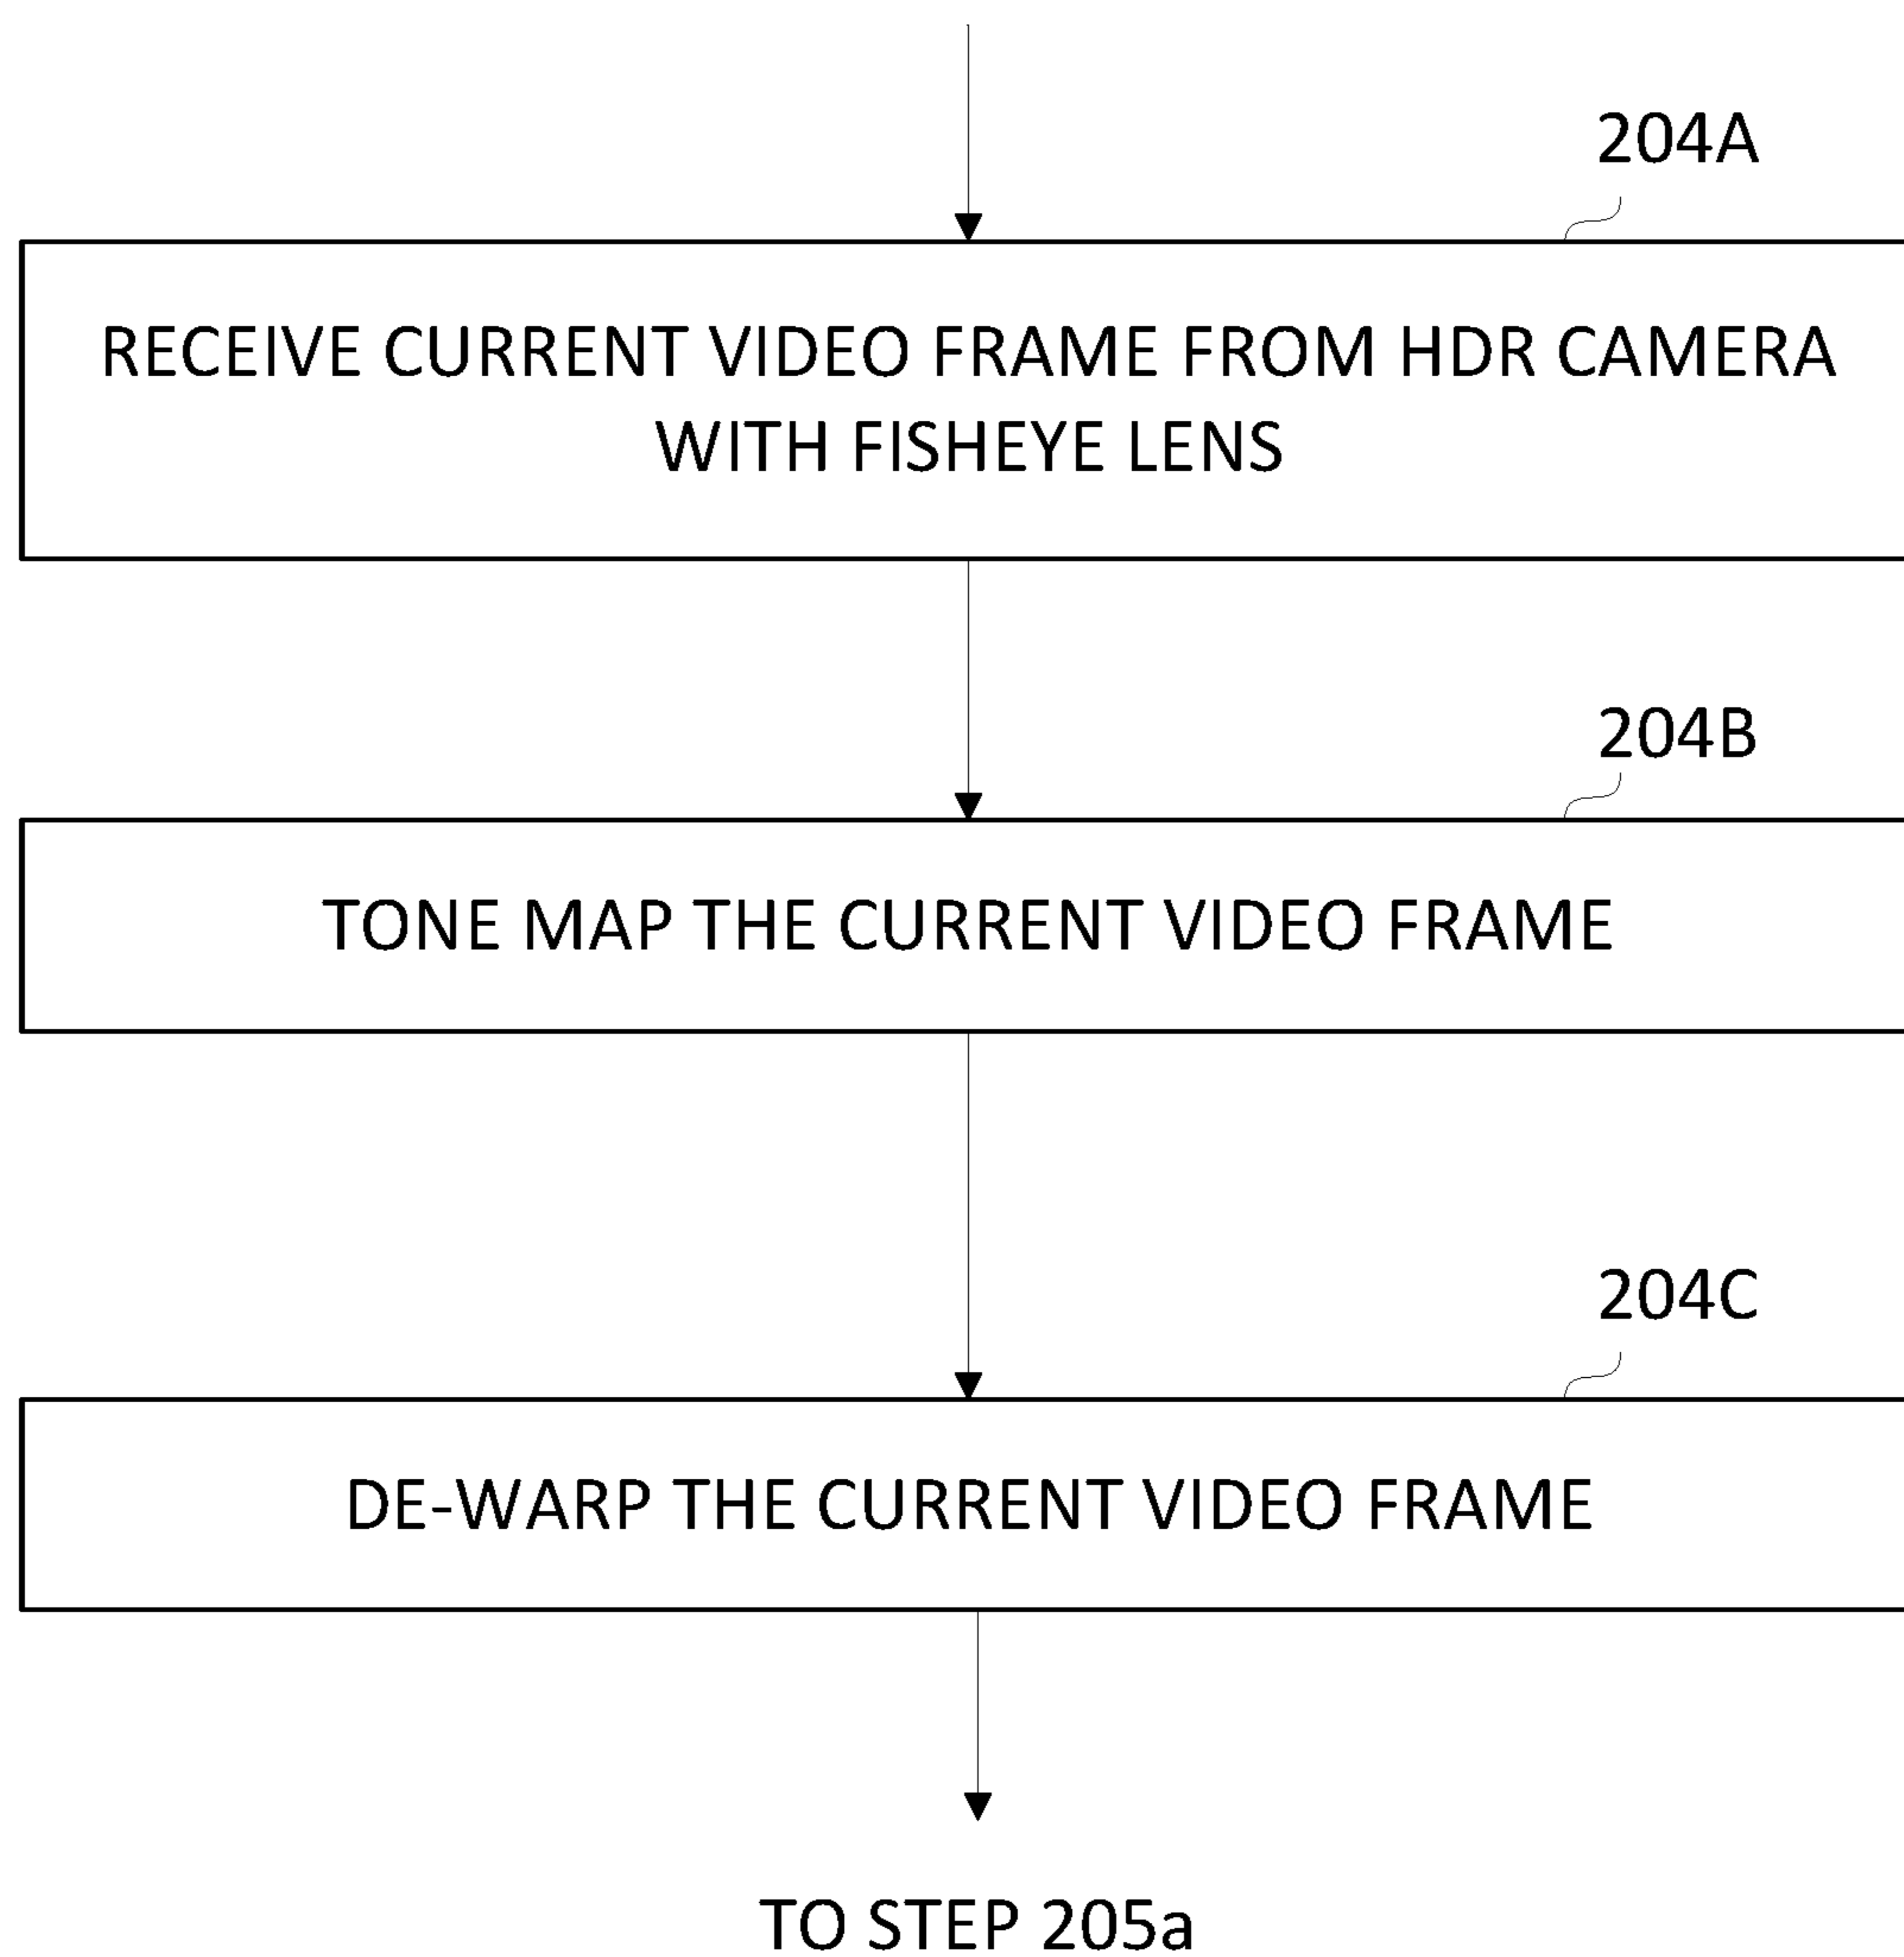 204A
RECEIVE CURRENT VIDEO FRAME FROM HDR CAMERA
WITH FISHEYE LENS
204B
TONE MAP THE CURRENT VIDEO FRAME
204C
DE-WARP THE CURRENT VIDEO FRAME
TO STEP 205a